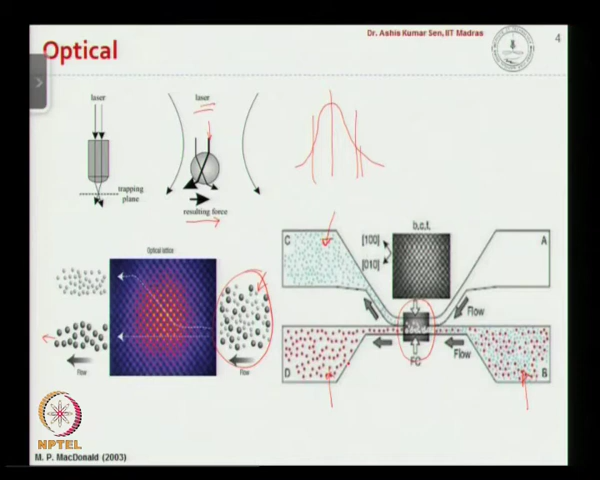 Dr. Ashis Kumar Sen, IIT Madras
4
Optical
laser
laser
trapping
plane
resulting force
Optical lattice
Flow
Flow
b.c.t.
[100]
[010]
C
A
Flow
FC
Flow
D
B
NPTEL
M. P. MacDonald (2003)